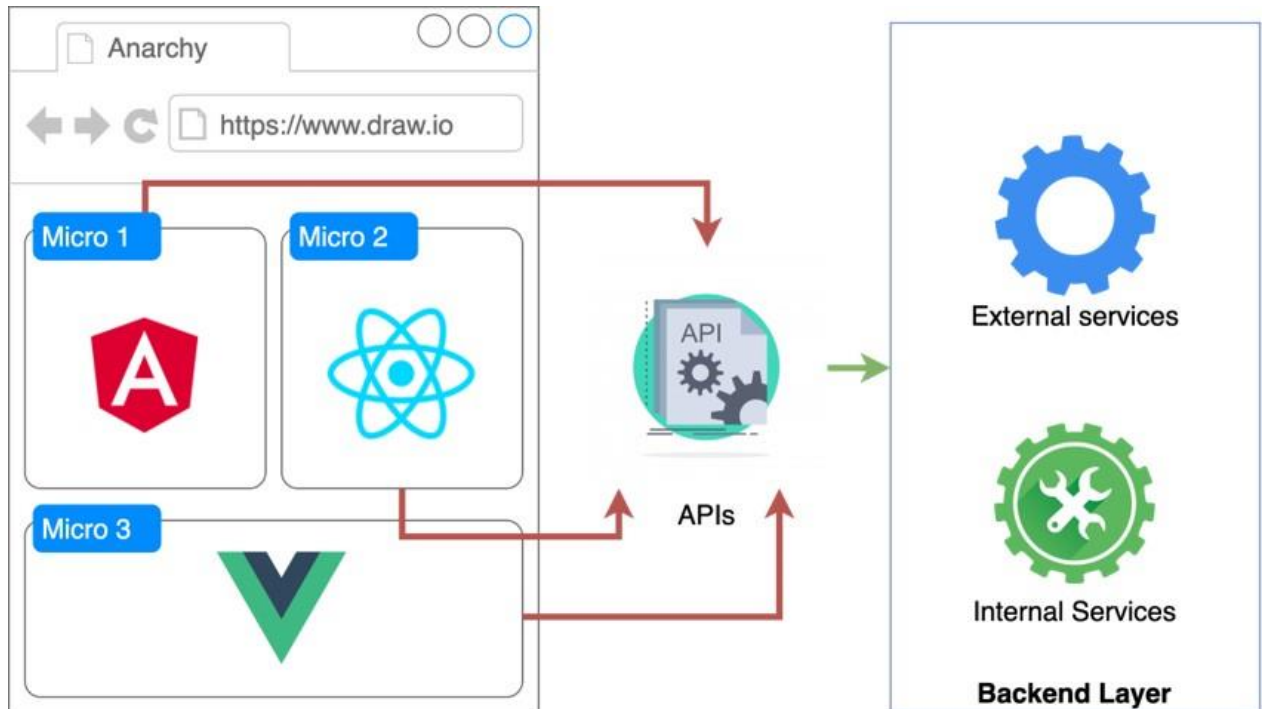 Anarchy
https://www.draw.io
Micro 1
Micro 2
Micro 3
API
APIs
External services
Internal Services
Backend Layer